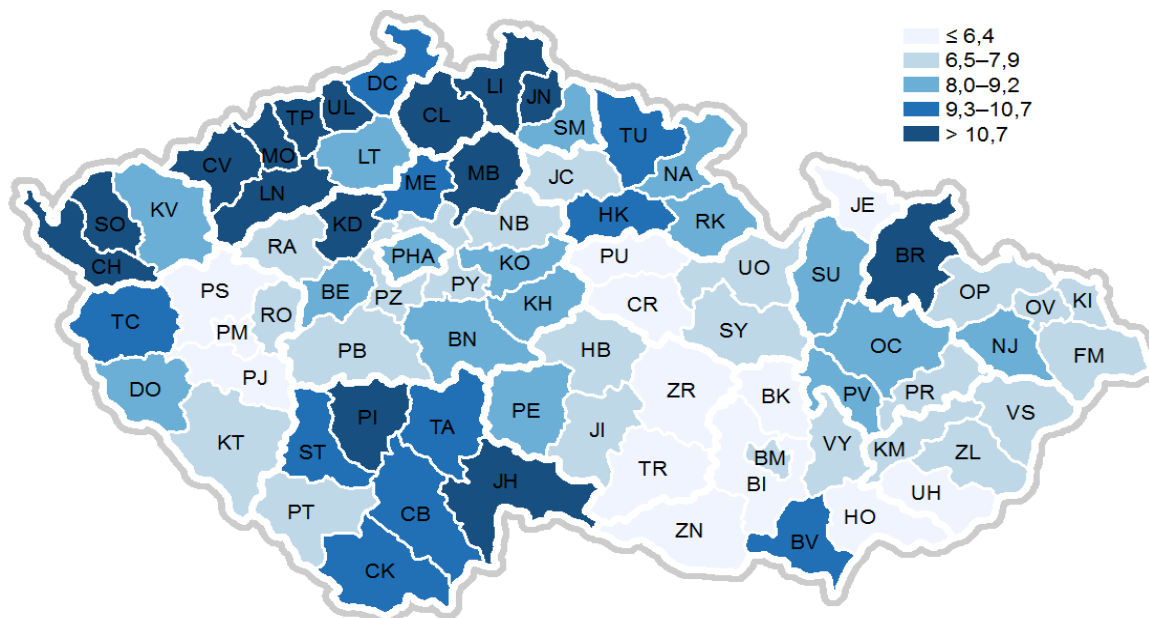 ≤ 6,4
6,5–7,9
8,0–9,2
9,3–10,7
> 10,7
DC
LI
JN
UL
CL
TP
SM
TU
MO
LT
CV
ME
MB
JC
NA
LN
KV
SO
KD
NB
HK
RK
JE
RA
PHA
CH
KO
PU
UO
SU
BR
PS
BE
PZ
PY
OP
KI
OV
TC
RO
PM
KH
CR
SY
PB
BN
HB
OC
NJ
FM
PJ
DO
ZR
BK
PV
PR
PI
TA
PE
VS
KT
ST
JI
BM
VY
KM
ZL
TR
JH
BI
UH
PT
CB
ZN
HO
BV
CK